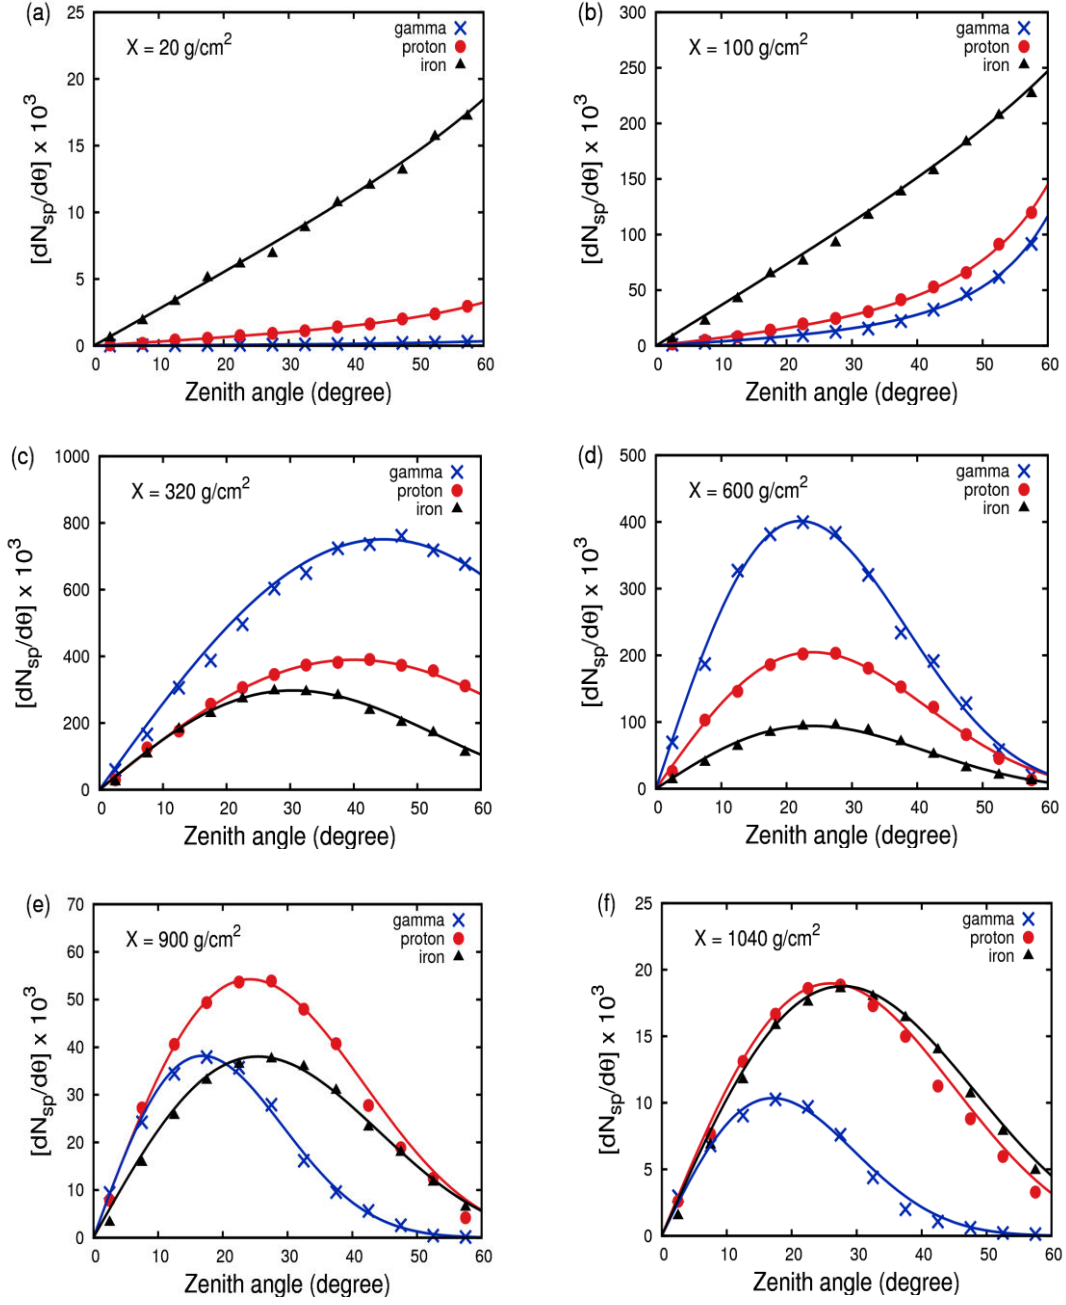 (a)
X = 20 g/cm²
gamma
proton
iron
25
20
15
10
5
0
[dNsp/dθ] x 10³
0 10 20 30 40 50 60
Zenith angle (degree)
(b)
X = 100 g/cm²
gamma
proton
iron
300
250
200
150
100
50
0
[dNsp/dθ] x 10³
0 10 20 30 40 50 60
Zenith angle (degree)
(c)
X = 320 g/cm²
gamma
proton
iron
1000
800
600
400
200
0
[dNsp/dθ] x 10³
0 10 20 30 40 50 60
Zenith angle (degree)
(d)
X = 600 g/cm²
gamma
proton
iron
500
400
300
200
100
0
[dNsp/dθ] x 10³
0 10 20 30 40 50 60
Zenith angle (degree)
(e)
X = 900 g/cm²
gamma
proton
iron
70
60
50
40
30
20
10
0
[dNsp/dθ] x 10³
0 10 20 30 40 50 60
Zenith angle (degree)
(f)
X = 1040 g/cm²
gamma
proton
iron
25
20
15
10
5
0
[dNsp/dθ] x 10³
0 10 20 30 40 50 60
Zenith angle (degree)